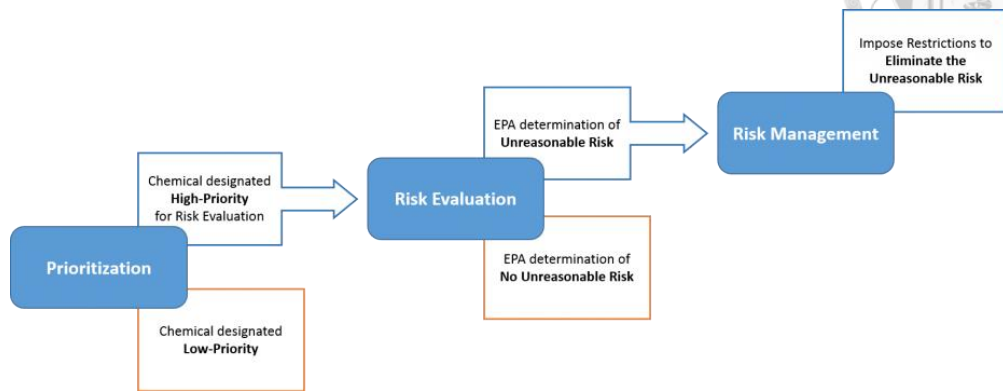 Impose Restrictions to
Eliminate the
Unreasonable Risk
Risk Management
EPA determination of
Unreasonable Risk
Risk Evaluation
Chemical designated
High-Priority
for Risk Evaluation
EPA determination of
No Unreasonable Risk
Prioritization
Chemical designated
Low-Priority